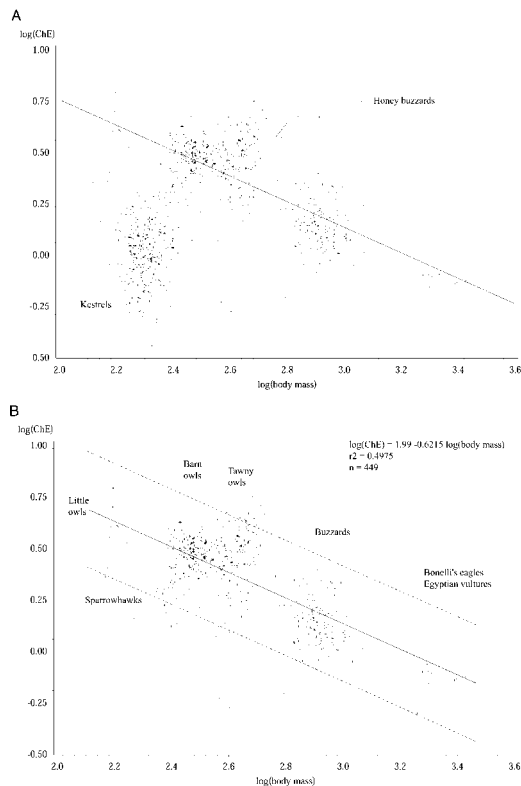 A
log(ChE)
1.00
0.75
Honey buzzards
0.50
0.25
0.00
-0.25
Kestrels
0.50
2.0 2.2 2.4 2.6 2.8 3.0 3.2 3.4 3.6
log(body mass)
B
log(ChE)
1.00
log(ChE) = 1.99 -0.6215 log(body mass)
r2 = 0.4975
n = 449
Barn
owls
Tawny
owls
0.75
Little
owls
Buzzards
0.50
Bonelli's eagles
Egyptian vultures
0.25
Sparrowhawks
0.00
-0.25
-0.50
2.0 2.2 2.4 2.6 2.8 3.0 3.2 3.4 3.6
log(body mass)